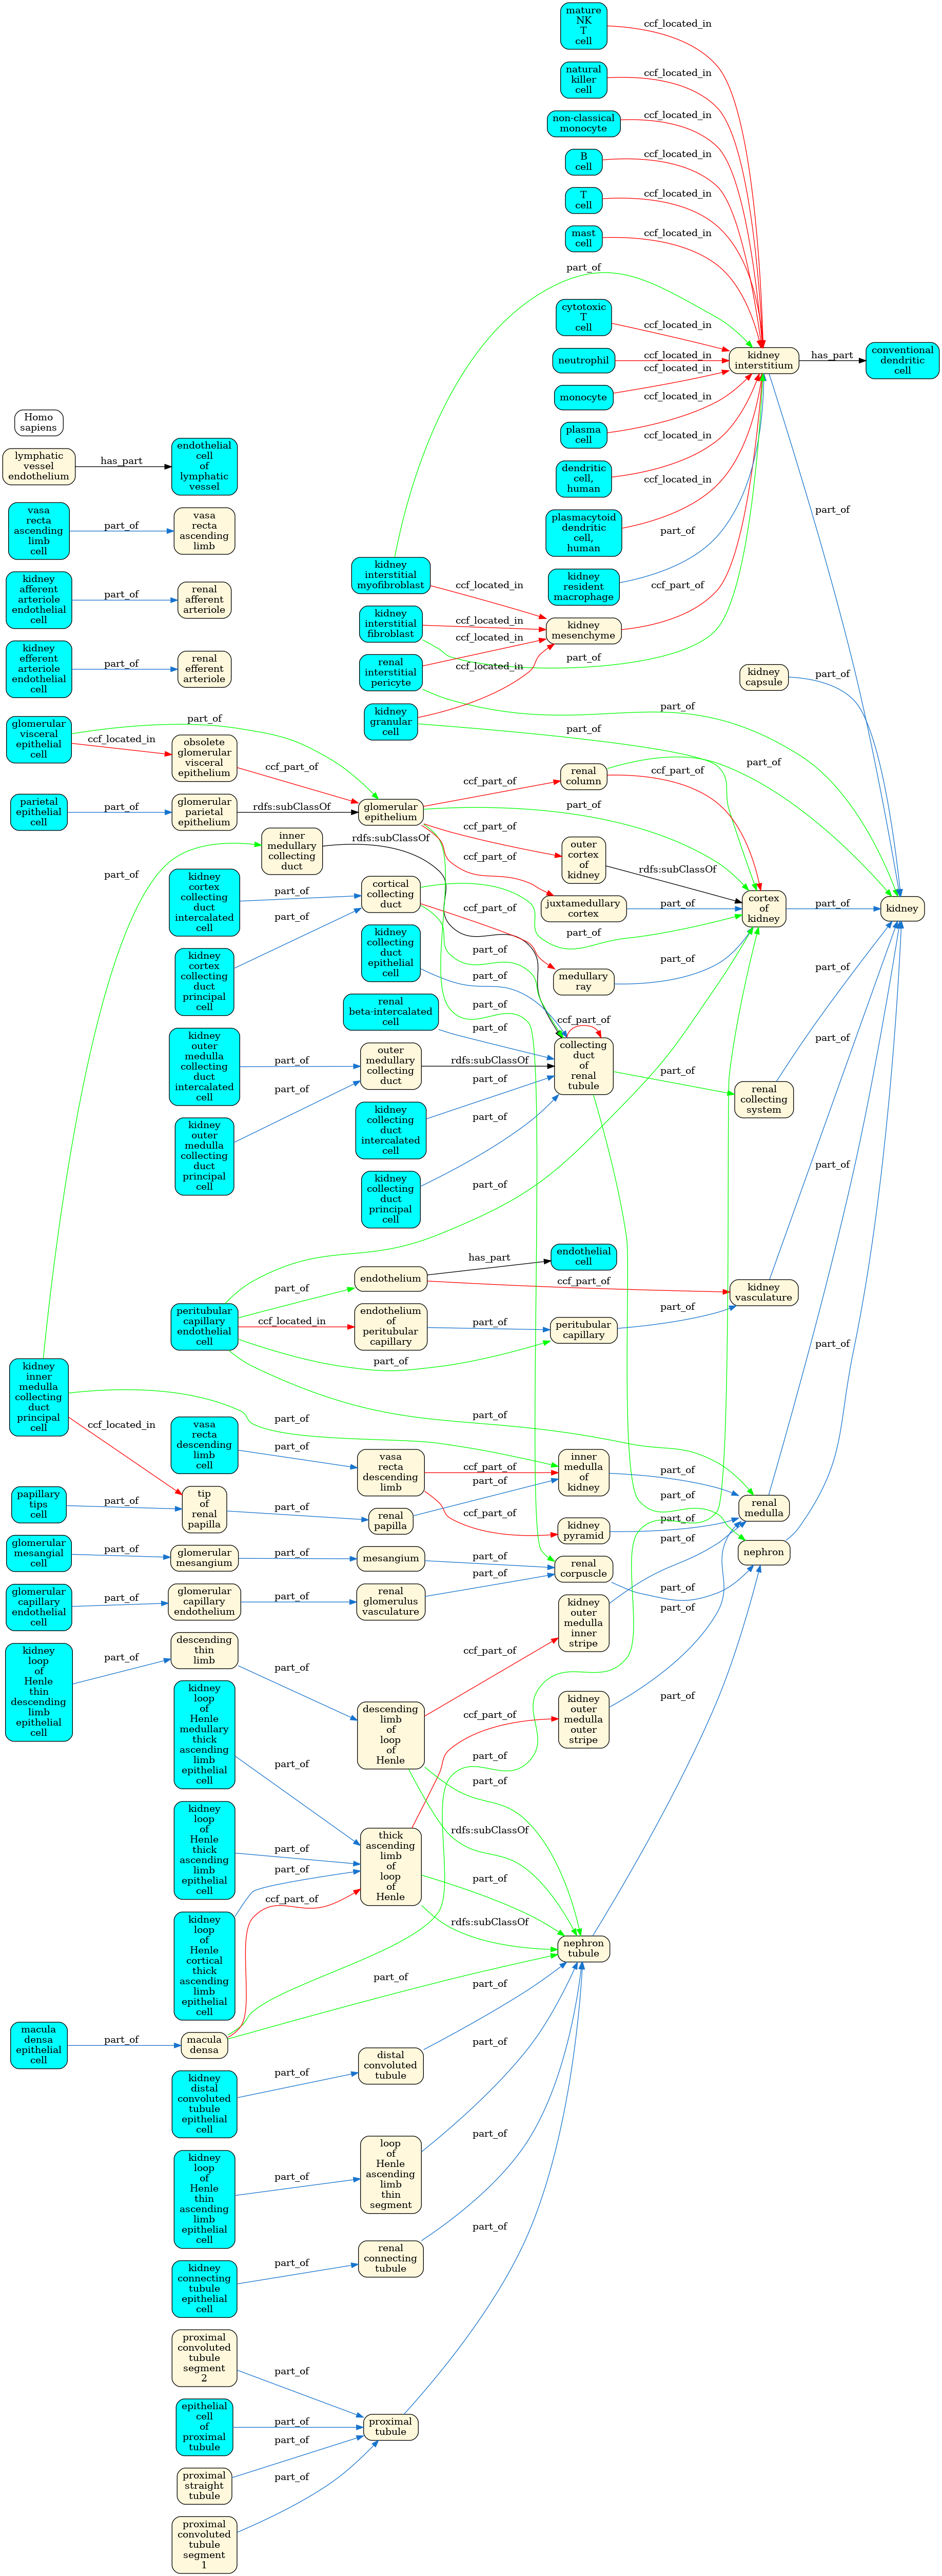 mature
NK
T
cell
ccf_located_in
natural
killer
cell
ccf_located_in
non-classical
monocyte
ccf_located_in
B
cell
ccf_located_in
T
cell
ccf_located_in
mast
cell
ccf_located_in
part_of
cytotoxic
T
cell
ccf_located_in
neutrophil
ccf_located_in
kidney
interstitium
has_part
conventional
dendritic
cell
monocyte
ccf_located_in
plasma
cell
ccf_located_in
dendritic
cell,
human
ccf_located_in
plasmacytoid
dendritic
cell,
human
ccf_located_in
part_of
kidney
resident
macrophage
part_of
Homo
sapiens
lymphatic
vessel
endothelium
has_part
endothelial
cell
of
lymphatic
vessel
vasa
recta
ascending
limb
cell
part_of
vasa
recta
ascending
limb
kidney
afferent
arteriole
endothelial
cell
part_of
renal
afferent
arteriole
kidney
efferent
arteriole
endothelial
cell
part_of
renal
efferent
arteriole
kidney
interstitial
myofibroblast
ccf_located_in
kidney
interstitial
fibroblast
ccf_located_in
kidney
mesenchyme
ccf_part_of
renal
interstitial
pericyte
ccf_located_in
part_of
kidney
granular
cell
ccf_located_in
part_of
part_of
kidney
capsule
part_of
glomerular
visceral
epithelial
cell
part_of
ccf_located_in
obsolete
glomerular
visceral
epithelium
ccf_part_of
parietal
epithelial
cell
part_of
glomerular
parietal
epithelium
rdfs:subClassOf
glomerular
epithelium
ccf_part_of
renal
column
part_of
ccf_part_of
part_of
ccf_part_of
outer
cortex
of
kidney
rdfs:subClassOf
ccf_part_of
juxtamedullary
cortex
part_of
cortex
of
kidney
part_of
kidney
inner
medullary
collecting
duct
rdfs:subClassOf
part_of
kidney
cortex
collecting
duct
intercalated
cell
part_of
cortical
collecting
duct
ccf_part_of
part_of
medullary
ray
part_of
kidney
cortex
collecting
duct
principal
cell
part_of
kidney
collecting
duct
epithelial
cell
part_of
part_of
part_of
renal
beta-intercalated
cell
part_of
ccf_part_of
collecting
duct
of
renal
tubule
part_of
renal
collecting
system
part_of
kidney
outer
medulla
collecting
duct
intercalated
cell
part_of
outer
medullary
collecting
duct
rdfs:subClassOf
kidney
outer
medulla
collecting
duct
principal
cell
part_of
kidney
collecting
duct
intercalated
cell
part_of
kidney
collecting
duct
principal
cell
part_of
part_of
part_of
peritubular
capillary
endothelial
cell
part_of
endothelium
has_part
endothelial
cell
ccf_part_of
kidney
vasculature
part_of
ccf_located_in
endothelium
of
peritubular
capillary
part_of
peritubular
capillary
part_of
part_of
part_of
kidney
inner
medulla
collecting
duct
principal
cell
part_of
ccf_located_in
vasa
recta
descending
limb
cell
part_of
vasa
recta
descending
limb
ccf_part_of
inner
medulla
of
kidney
part_of
part_of
ccf_part_of
papillary
tips
cell
part_of
tip
of
renal
papilla
part_of
renal
papilla
kidney
pyramid
part_of
part_of
renal
medulla
part_of
glomerular
mesangial
cell
part_of
glomerular
mesangium
part_of
mesangium
part_of
renal
corpuscle
part_of
nephron
part_of
glomerular
capillary
endothelial
cell
part_of
glomerular
capillary
endothelium
part_of
renal
glomerulus
vasculature
part_of
kidney
outer
medulla
inner
stripe
part_of
kidney
loop
of
Henle
thin
descending
limb
epithelial
cell
part_of
descending
thin
limb
part_of
descending
limb
of
loop
of
Henle
ccf_part_of
kidney
outer
medulla
outer
stripe
part_of
kidney
loop
of
Henle
medullary
thick
ascending
limb
epithelial
cell
part_of
ccf_part_of
part_of
part_of
rdfs:subClassOf
kidney
loop
of
Henle
thick
ascending
limb
epithelial
cell
part_of
thick
ascending
limb
of
loop
of
Henle
part_of
rdfs:subClassOf
kidney
loop
of
Henle
cortical
thick
ascending
limb
epithelial
cell
part_of
ccf_part_of
nephron
tubule
part_of
macula
densa
epithelial
cell
part_of
macula
densa
part_of
kidney
distal
convoluted
tubule
epithelial
cell
part_of
distal
convoluted
tubule
part_of
kidney
loop
of
Henle
thin
ascending
limb
epithelial
cell
part_of
loop
of
Henle
ascending
limb
thin
segment
part_of
kidney
connecting
tubule
epithelial
cell
part_of
renal
connecting
tubule
part_of
proximal
convoluted
tubule
segment
2
part_of
epithelial
cell
of
proximal
tubule
part_of
proximal
tubule
part_of
proximal
straight
tubule
part_of
proximal
convoluted
tubule
segment
1
part_of